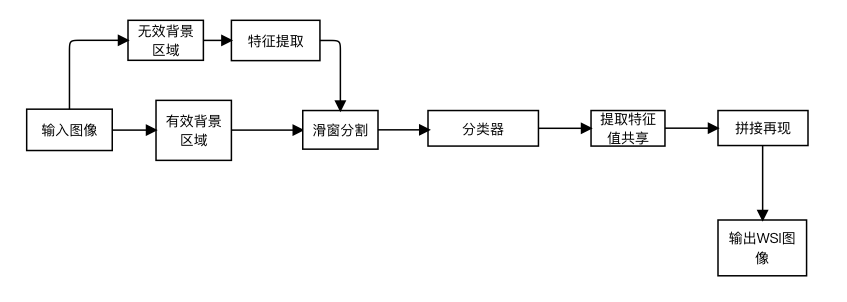 无效背景
区域
特征提取
输入图像
有效背景
区域
滑窗分割
分类器
提取特征
值共享
拼接再现
输出WSI图
像